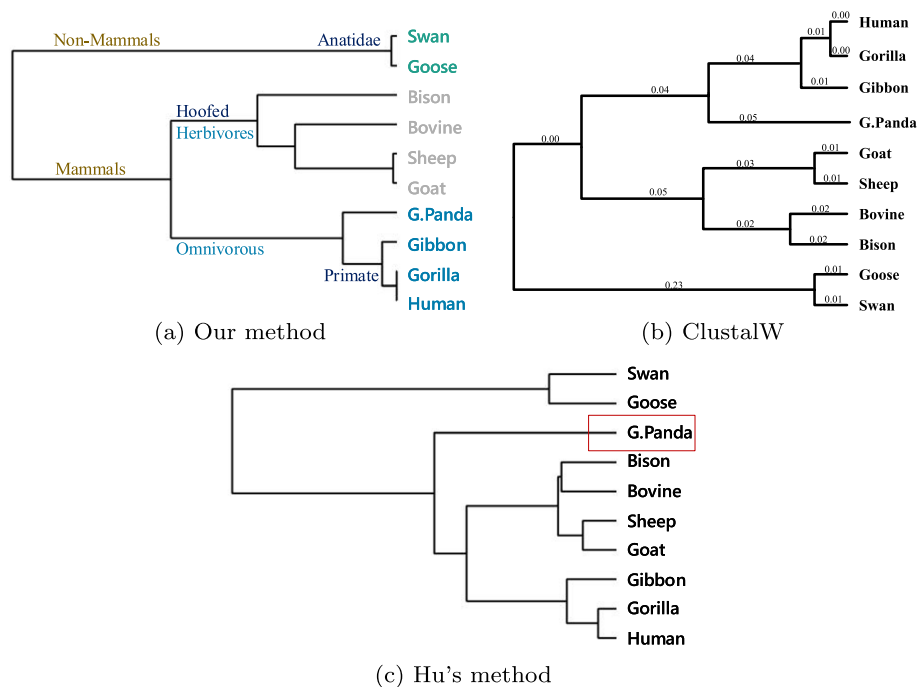 Non-Mammals
Anatidae
Swan
Goose
Hoofed
Herbivores
Bison
Bovine
Mammals
Sheep
Goat
G.Panda
Omnivorous
Gibbon
Primate
Gorilla
Human
(a) Our method
0.00
Human
0.01
0.04
0.00
Gorilla
0.04
0.01
Gibbon
0.05
G.Panda
0.00
0.01
Goat
0.03
0.01
Sheep
0.05
0.02
Bovine
0.02
0.02
Bison
0.01
Goose
0.23
0.01
Swan
(b) ClustalW
Swan
Goose
G.Panda
Bison
Bovine
Sheep
Goat
Gibbon
Gorilla
Human
(c) Hu's method